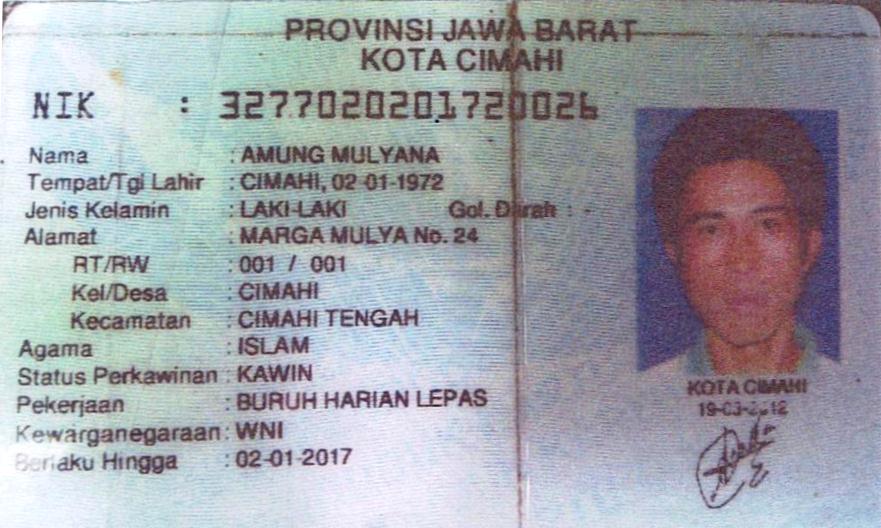 PROVINSI JAWA BARAT
KOTA CIMAHI
NIK : 3277020201720026
Nama : AMUNG MULYANA
Tempat/Tgl Lahir : CIMAHI, 02-01-1972
Jenis Kelamin : LAKI-LAKI Gol. Darah : -
Alamat : MARGA MULYA No. 24
RT/RW : 001 / 001
Kel/Desa : CIMAHI
Kecamatan : CIMAHI TENGAH
Agama : ISLAM
Status Perkawinan : KAWIN
Pekerjaan : BURUH HARIAN LEPAS
Kewarganegaraan : WNI
Berlaku Hingga : 02-01-2017
KOTA CIMAHI
19-03-2012